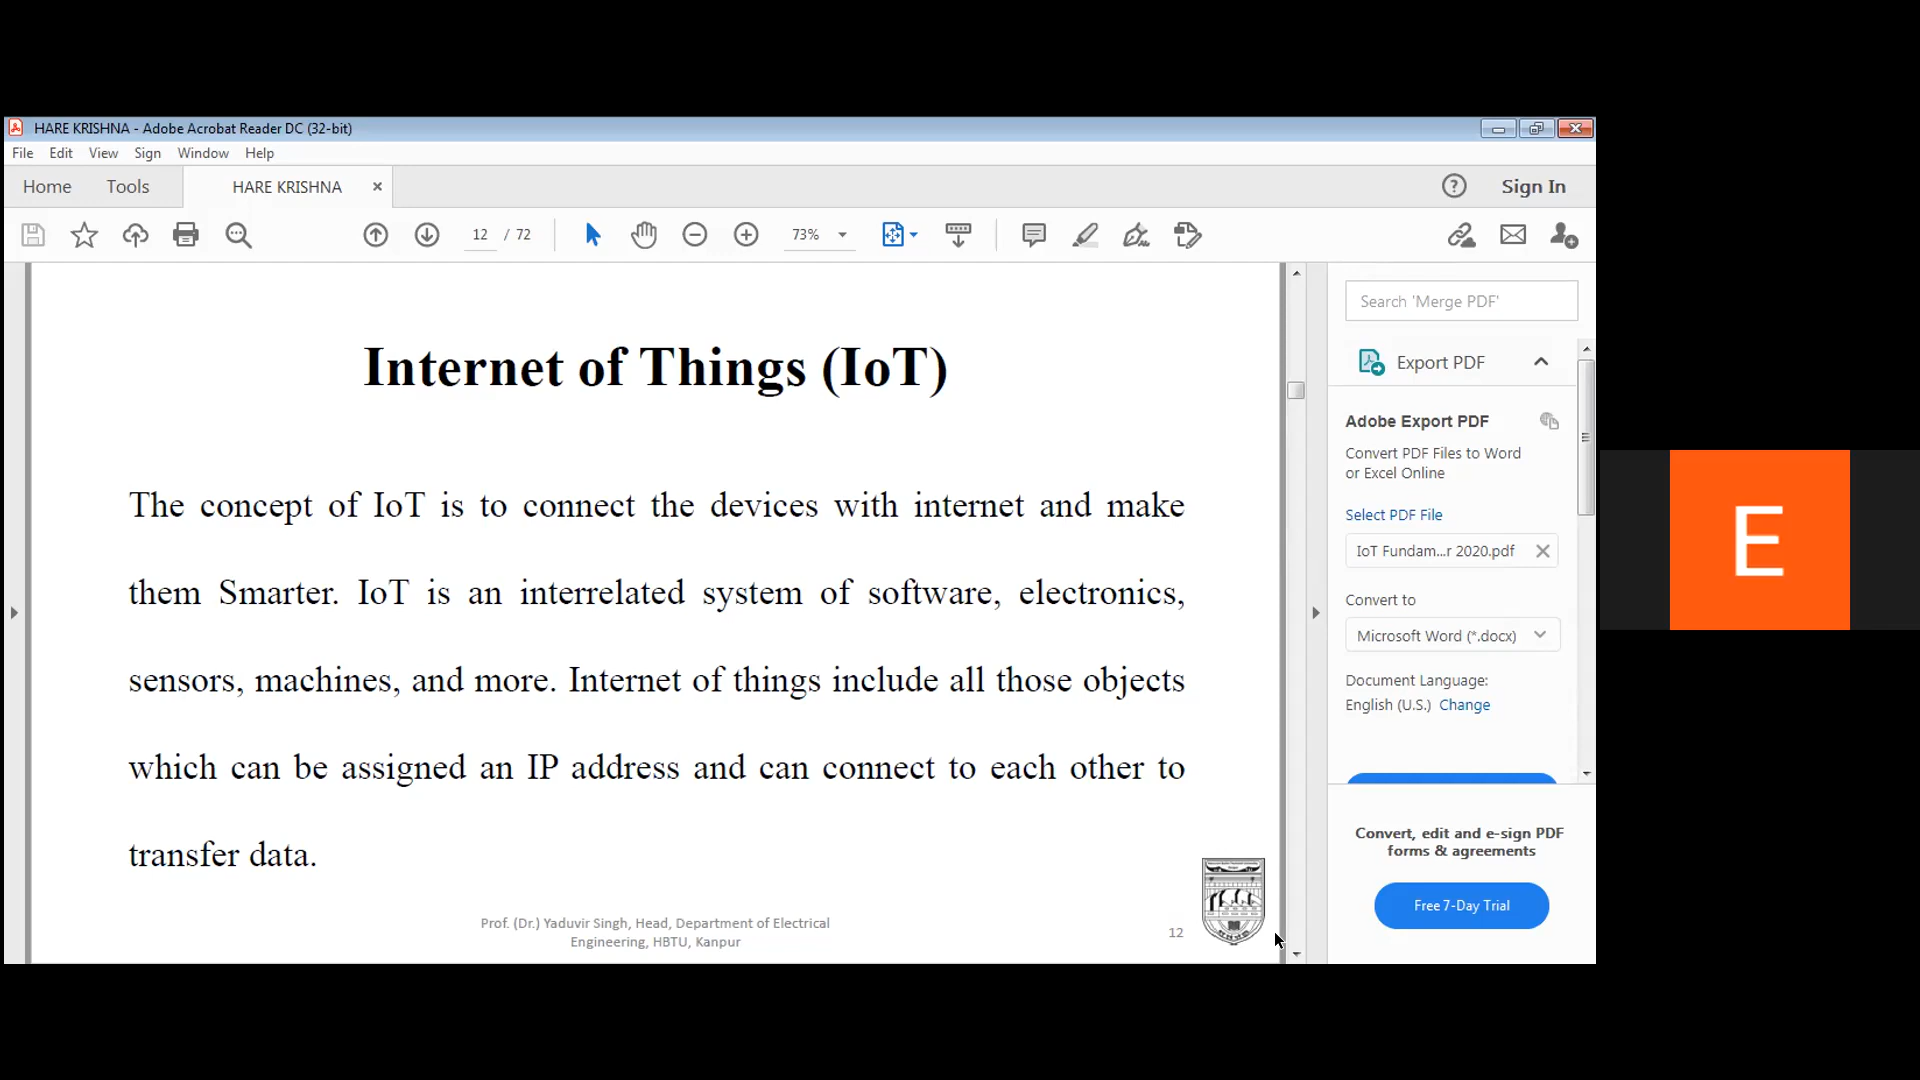 HARE KRISHNA - Adobe Acrobat Reader DC (32-bit)
File Edit View Sign Window Help
Home Tools HARE KRISHNA Sign In
12 / 72 73%
Internet of Things (IoT)
The concept of IoT is to connect the devices with internet and make
them Smarter. IoT is an interrelated system of software, electronics,
sensors, machines, and more. Internet of things include all those objects
which can be assigned an IP address and can connect to each other to
transfer data.
Prof. (Dr.) Yaduvir Singh, Head, Department of Electrical
Engineering, HBTU, Kanpur
12
Search 'Merge PDF'
Export PDF
Adobe Export PDF
Convert PDF Files to Word
or Excel Online
Select PDF File
IoT Fundam...r 2020.pdf
Convert to
Microsoft Word (*.docx)
Document Language:
English (U.S.) Change
Convert, edit and e-sign PDF
forms & agreements
Free 7-Day Trial
E